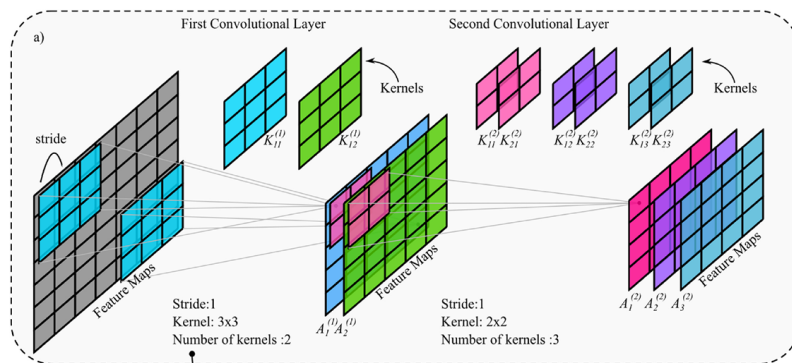 First Convolutional Layer
Second Convolutional Layer
a)
Kernels
Kernels
stride
K₁₁⁽¹⁾
K₁₂⁽¹⁾
K₁₁⁽²⁾ K₂₁⁽²⁾
K₁₂⁽²⁾ K₂₂⁽²⁾
K₁₃⁽²⁾ K₂₃⁽²⁾
Feature Maps
Feature Maps
Feature Maps
A₁⁽¹⁾ A₂⁽¹⁾
A₁⁽²⁾ A₂⁽²⁾ A₃⁽²⁾
Stride:1
Kernel: 3x3
Number of kernels :2
Stride:1
Kernel: 2x2
Number of kernels :3